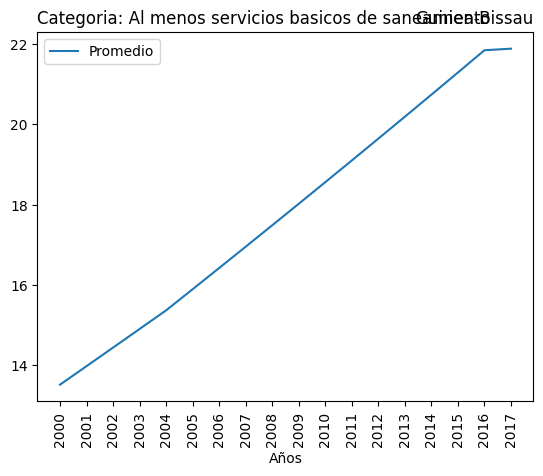 Categoria: Al menos servicios basicos de saneamiento
Guinea-Bissau
Promedio
22
20
18
16
14
2000 2001 2002 2003 2004 2005 2006 2007 2008 2009 2010 2011 2012 2013 2014 2015 2016 2017
Años